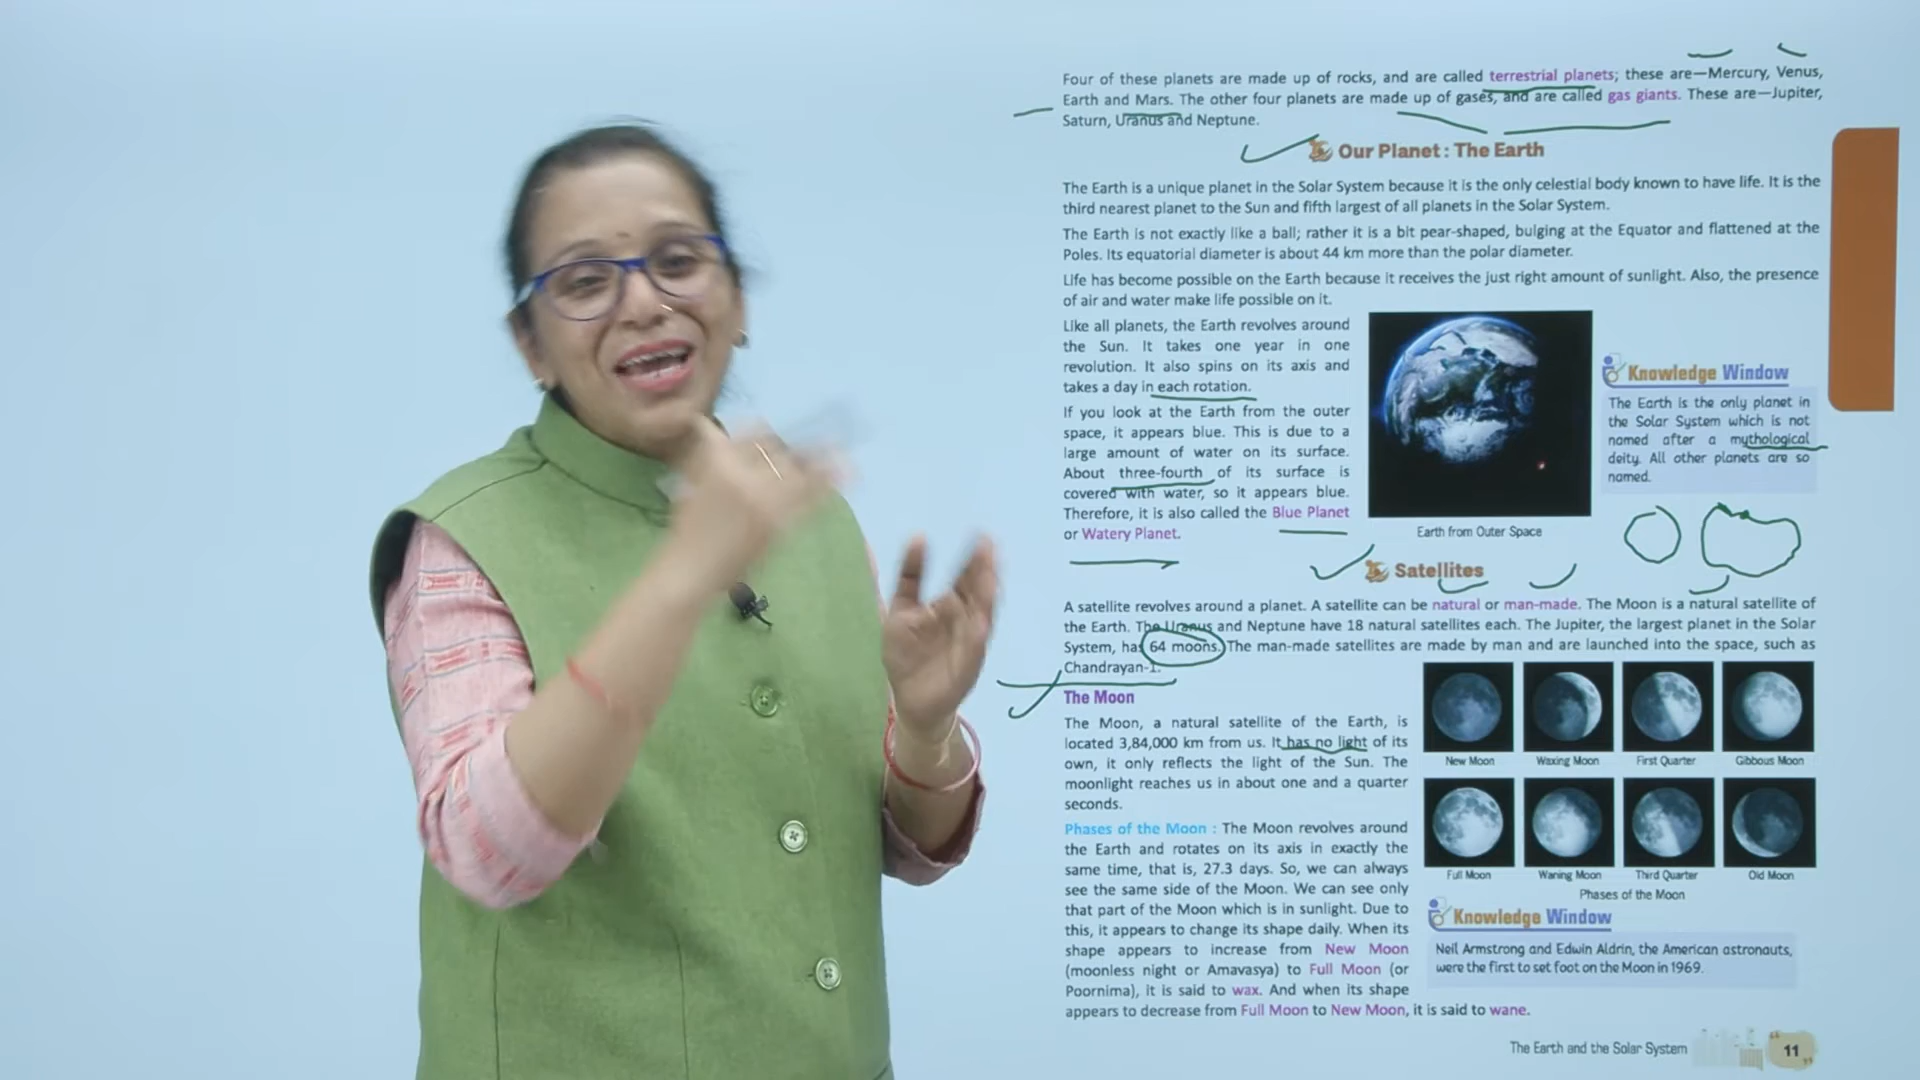 Four of these planets are made up of rocks, and are called terrestrial planets; these are—Mercury, Venus,
Earth and Mars. The other four planets are made up of gases, and are called gas giants. These are—Jupiter,
Saturn, Uranus and Neptune.
Our Planet : The Earth
The Earth is a unique planet in the Solar System because it is the only celestial body known to have life. It is the
third nearest planet to the Sun and fifth largest of all planets in the Solar System.
The Earth is not exactly like a ball; rather it is a bit pear-shaped, bulging at the Equator and flattened at the
Poles. Its equatorial diameter is about 44 km more than the polar diameter.
Life has become possible on the Earth because it receives the just right amount of sunlight. Also, the presence
of air and water make life possible on it.
Like all planets, the Earth revolves around
the Sun. It takes one year in one
revolution. It also spins on its axis and
takes a day in each rotation.
If you look at the Earth from the outer
space, it appears blue. This is due to a
large amount of water on its surface.
About three-fourth of its surface is
covered with water, so it appears blue.
Therefore, it is also called the Blue Planet
or Watery Planet.
Earth from Outer Space
Knowledge Window
The Earth is the only planet in
the Solar System which is not
named after a mythological
deity. All other planets are so
named.
Satellites
A satellite revolves around a planet. A satellite can be natural or man-made. The Moon is a natural satellite of
the Earth. The Uranus and Neptune have 18 natural satellites each. The Jupiter, the largest planet in the Solar
System, has 64 moons. The man-made satellites are made by man and are launched into the space, such as
Chandrayan-1.
The Moon
The Moon, a natural satellite of the Earth, is
located 3,84,000 km from us. It has no light of its
own, it only reflects the light of the Sun. The
moonlight reaches us in about one and a quarter
seconds.
Phases of the Moon : The Moon revolves around
the Earth and rotates on its axis in exactly the
same time, that is, 27.3 days. So, we can always
see the same side of the Moon. We can see only
that part of the Moon which is in sunlight. Due to
this, it appears to change its shape daily. When its
shape appears to increase from New Moon
(moonless night or Amavasya) to Full Moon (or
Poornima), it is said to wax. And when its shape
appears to decrease from Full Moon to New Moon, it is said to wane.
New Moon Waxing Moon First Quarter Gibbous Moon
Full Moon Waning Moon Third Quarter Old Moon
Phases of the Moon
Knowledge Window
Neil Armstrong and Edwin Aldrin, the American astronauts,
were the first to set foot on the Moon in 1969.
The Earth and the Solar System 11